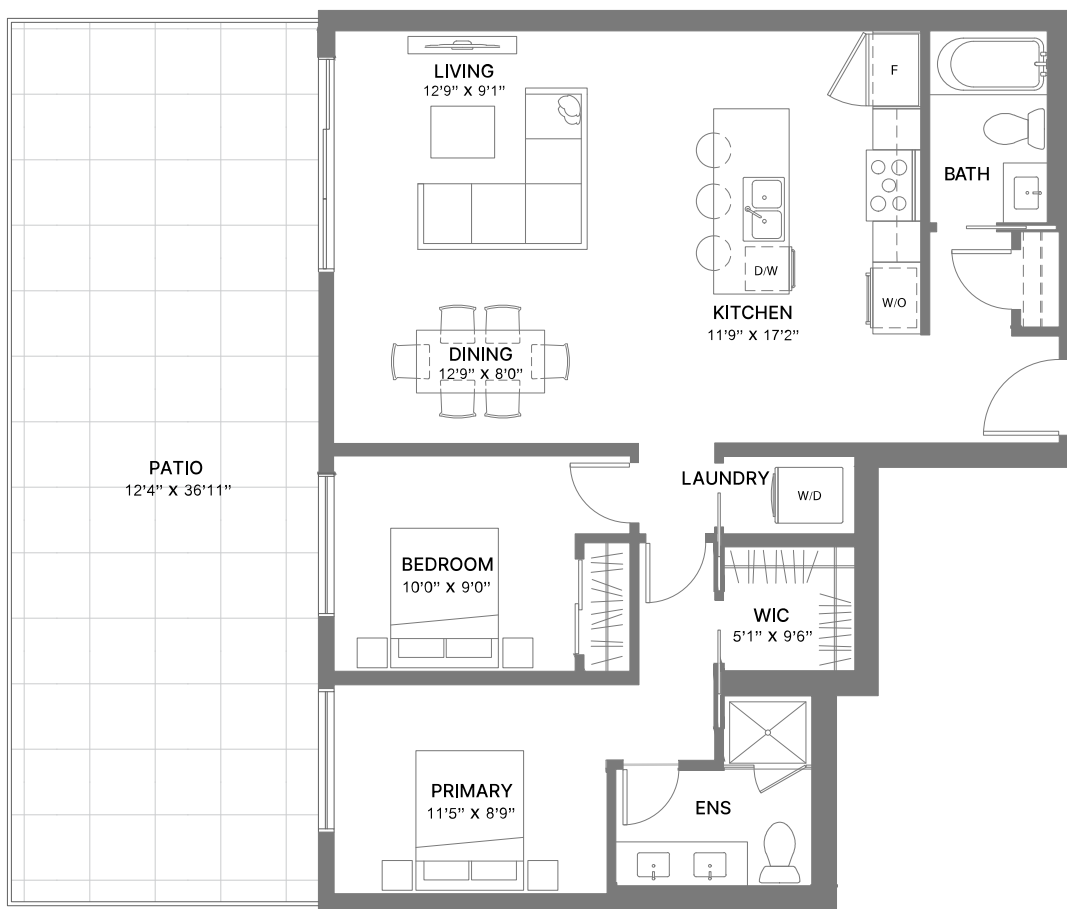 LIVING
12’9” X 9’1”
F
BATH
D/W
W/O
KITCHEN
11’9” X 17’2”
DINING
12’9” X 8’0”
PATIO
12’4” X 36’11”
LAUNDRY
W/D
BEDROOM
10’0” X 9’0”
WIC
5’1” X 9’6”
PRIMARY
11’5” X 8’9”
ENS